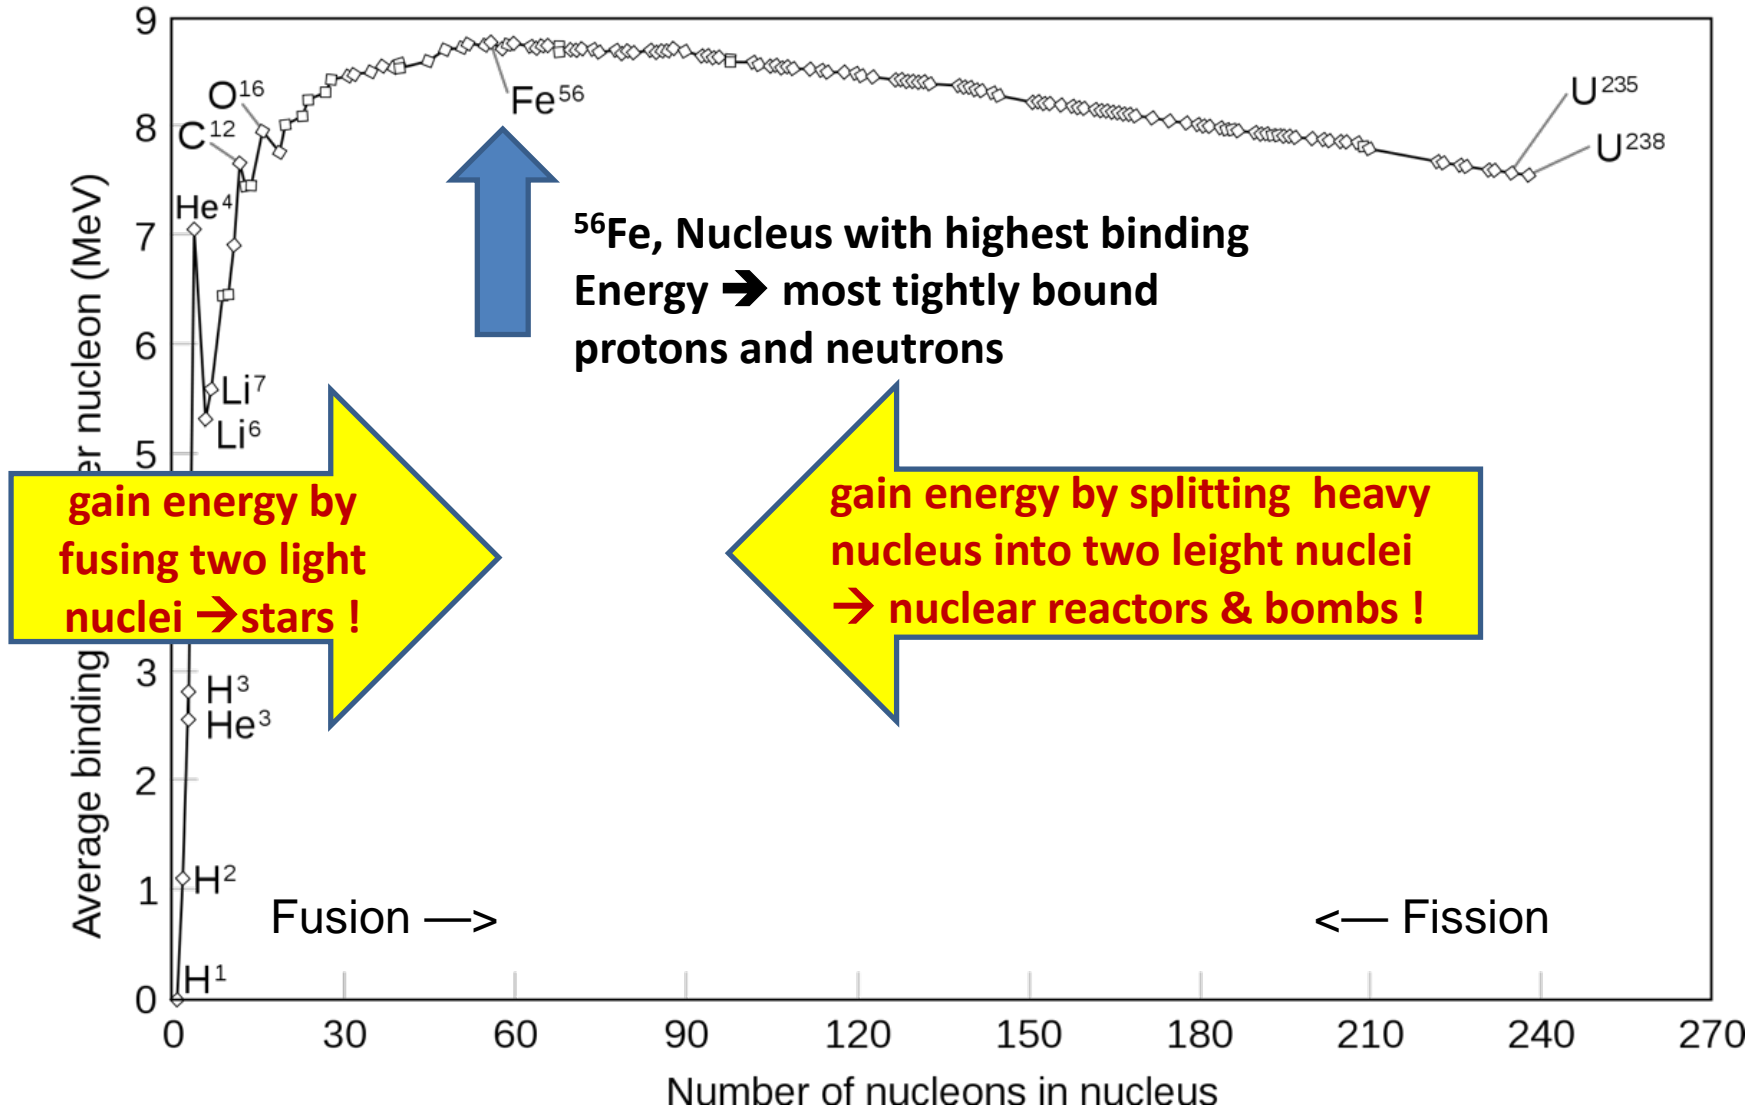 9
8
7
6
5
3
2
1
0
Average binding
er nucleon (MeV)
O¹⁶
C¹²
He⁴
Li⁷
Li⁶
H³
He³
H²
H¹
Fe⁵⁶
U²³⁵
U²³⁸
⁵⁶Fe, Nucleus with highest binding
Energy ➔ most tightly bound
protons and neutrons
gain energy by
fusing two light
nuclei →stars !
gain energy by splitting heavy
nucleus into two leight nuclei
→ nuclear reactors & bombs !
Fusion —>
<— Fission
0 30 60 90 120 150 180 210 240 270
Number of nucleons in nucleus